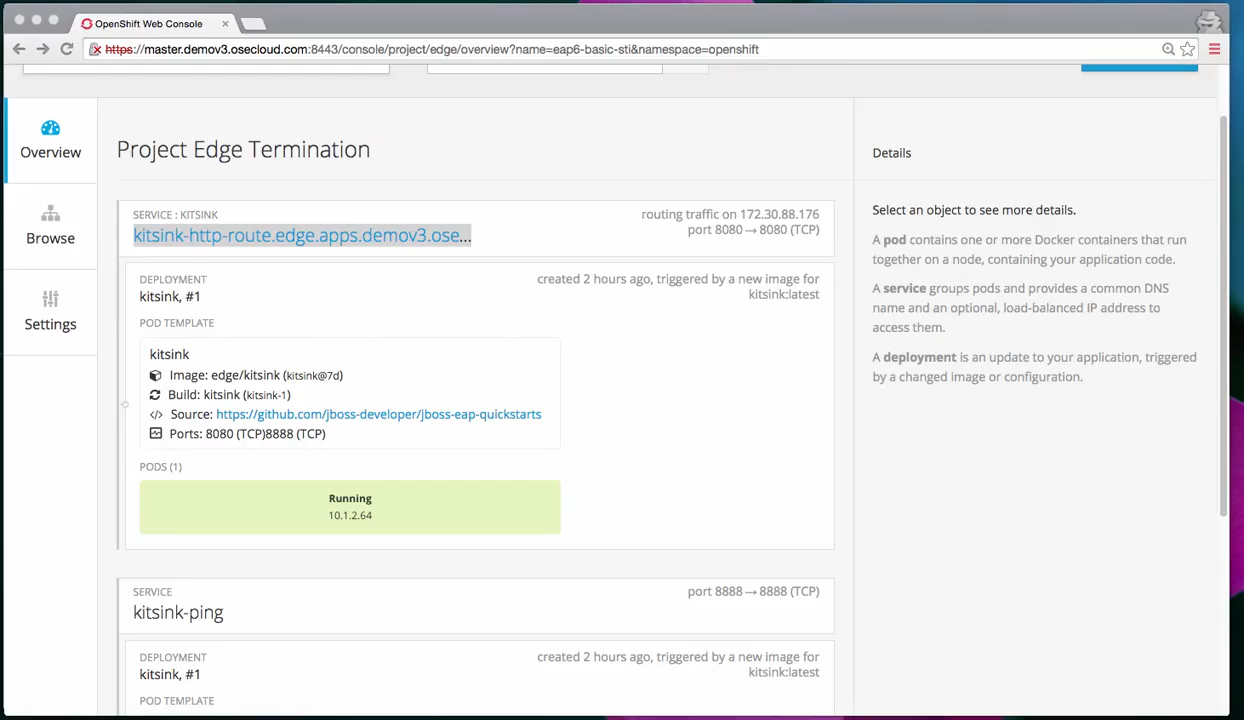 OpenShift Web Console
https://master.demov3.osecloud.com:8443/console/project/edge/overview?name=eap6-basic-sti&namespace=openshift
Overview
Browse
Settings
Project Edge Termination
SERVICE : KITSINK
kitsink-http-route.edge.apps.demov3.ose...
routing traffic on 172.30.88.176
port 8080 → 8080 (TCP)
DEPLOYMENT
kitsink, #1
created 2 hours ago, triggered by a new image for
kitsink:latest
POD TEMPLATE
kitsink
Image: edge/kitsink (kitsink@7d)
Build: kitsink (kitsink-1)
Source: https://github.com/jboss-developer/jboss-eap-quickstarts
Ports: 8080 (TCP)8888 (TCP)
PODS (1)
Running
10.1.2.64
SERVICE
kitsink-ping
port 8888 → 8888 (TCP)
DEPLOYMENT
kitsink, #1
created 2 hours ago, triggered by a new image for
kitsink:latest
POD TEMPLATE
Details
Select an object to see more details.
A pod contains one or more Docker containers that run
together on a node, containing your application code.
A service groups pods and provides a common DNS
name and an optional, load-balanced IP address to
access them.
A deployment is an update to your application, triggered
by a changed image or configuration.